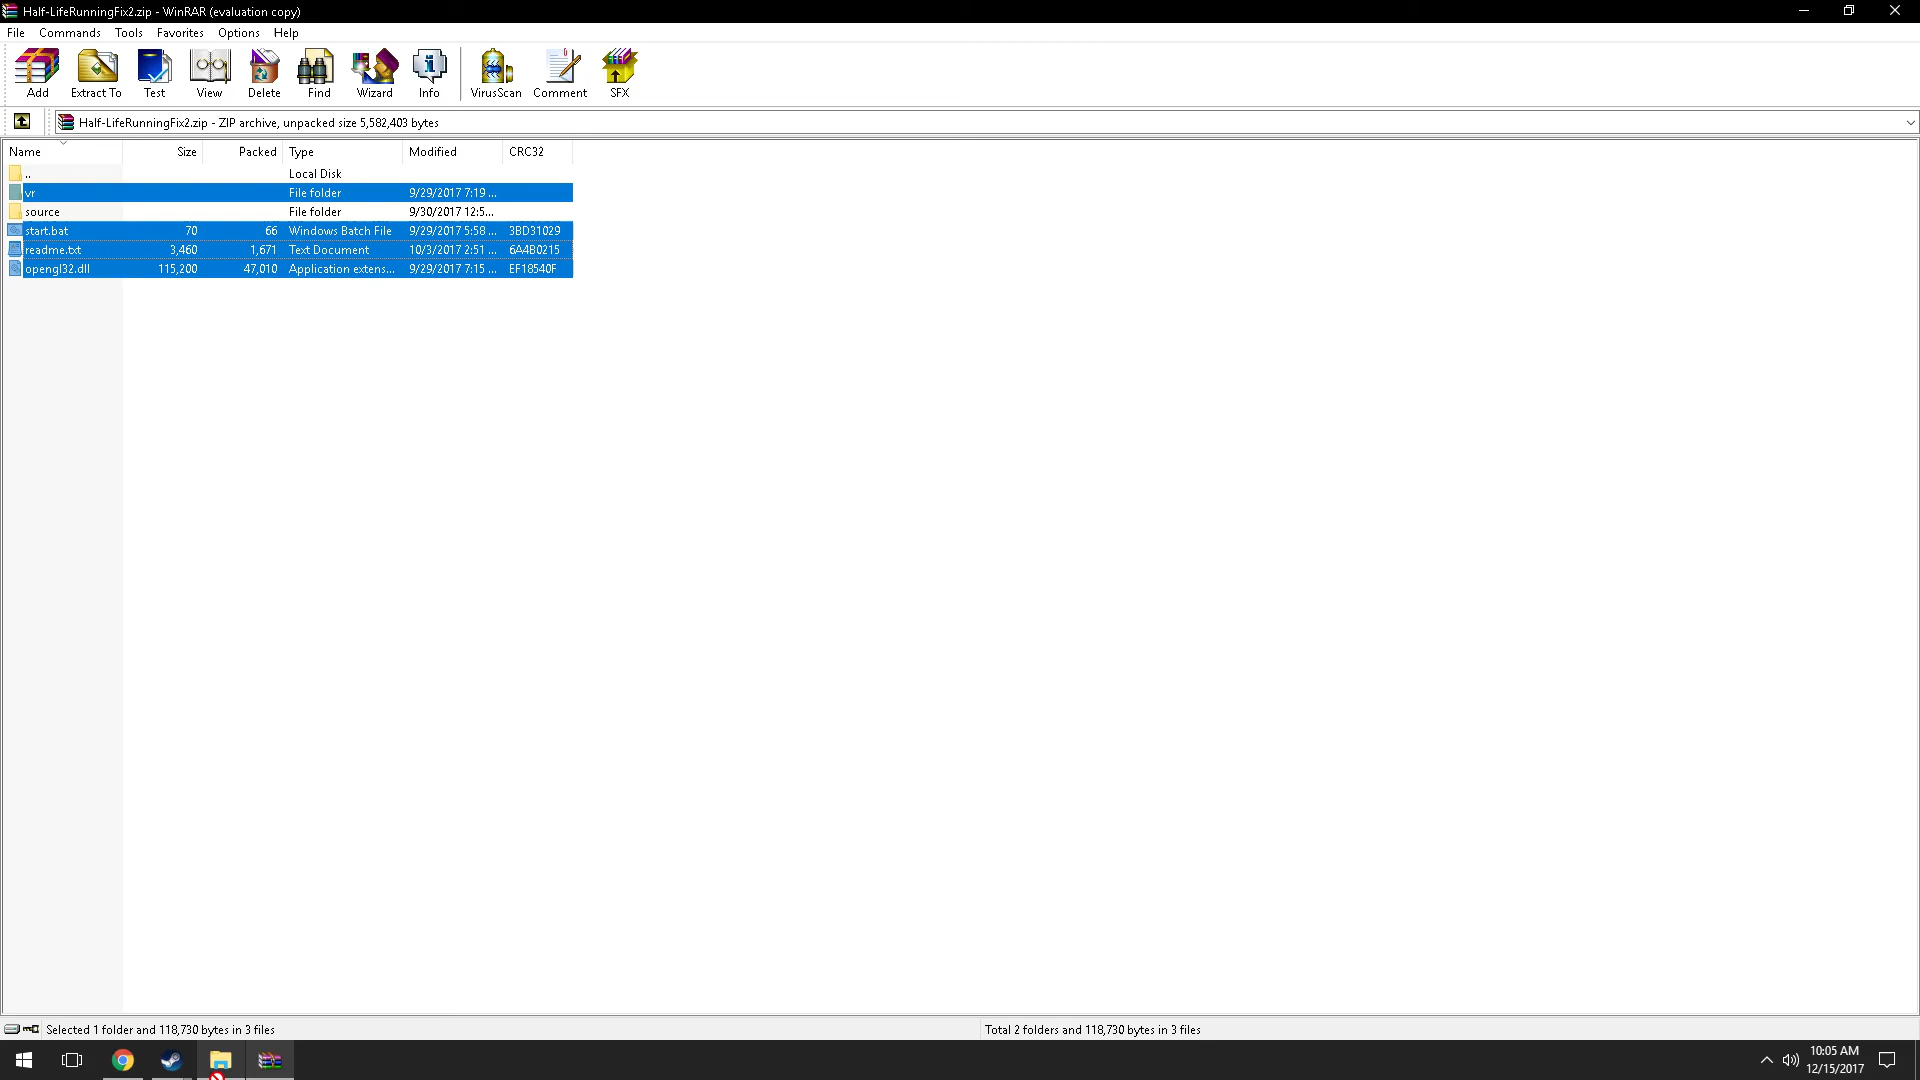 Half-LifeRunningFix2.zip - WinRAR (evaluation copy)
File Commands Tools Favorites Options Help
Add Extract To Test View Delete Find Wizard Info VirusScan Comment SFX
Half-LifeRunningFix2.zip - ZIP archive, unpacked size 5,582,403 bytes
Name Size Packed Type Modified CRC32
.. Local Disk
vr File folder 9/29/2017 7:19 ...
source File folder 9/30/2017 12:5...
start.bat 70 66 Windows Batch File 9/29/2017 5:58 ... 3BD31029
readme.txt 3,460 1,671 Text Document 10/3/2017 2:51 ... 6A4B0215
opengl32.dll 115,200 47,010 Application extens... 9/29/2017 7:15 ... EF18540F
Selected 1 folder and 118,730 bytes in 3 files Total 2 folders and 118,730 bytes in 3 files
10:05 AM
12/15/2017